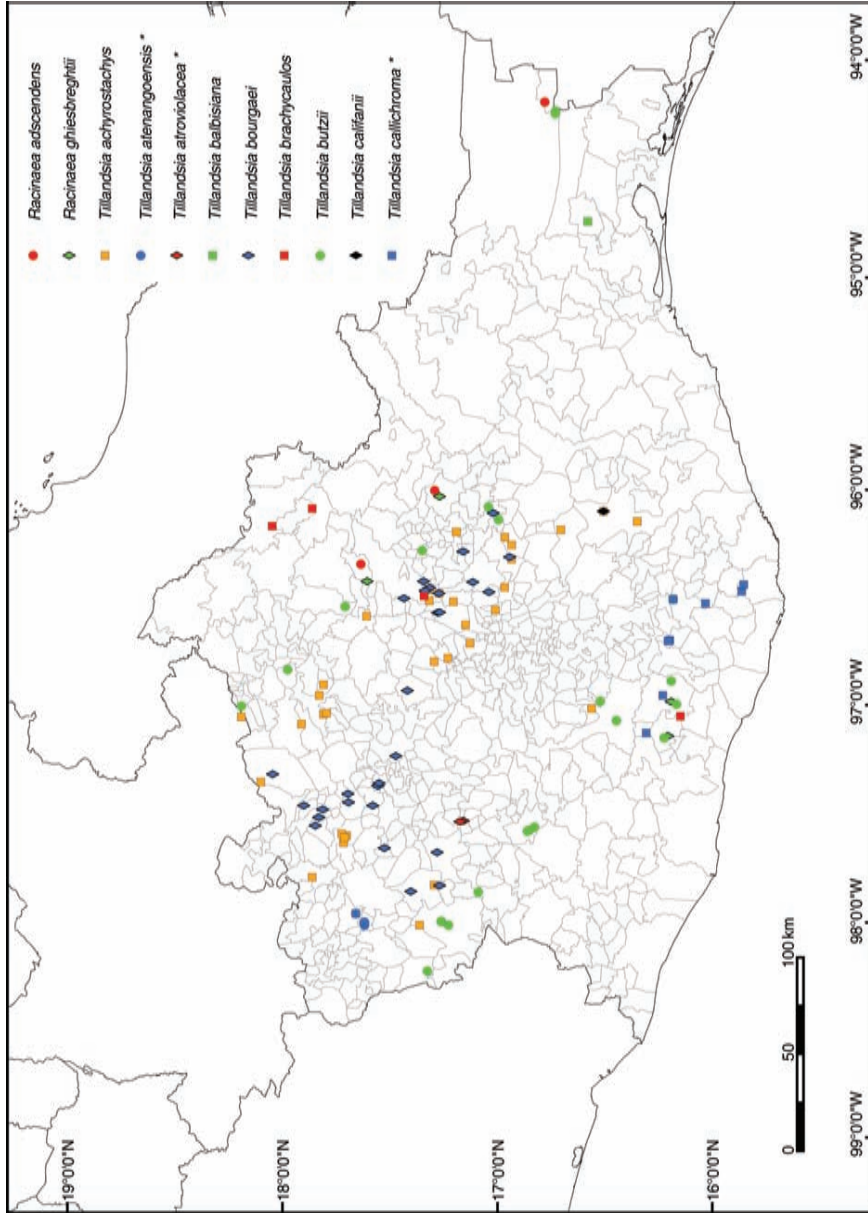 Racinaea adscendens
Racinaea ghiesbreghtii
Tillandsia achyrostachys
Tillandsia atenangoensis *
Tillandsia atroviolacea *
Tillandsia balbisiana
Tillandsia bourgaei
Tillandsia brachycaulos
Tillandsia butzii
Tillandsia califanii
Tillandsia callichroma *
19°0'0"N
18°0'0"N
17°0'0"N
16°0'0"N
0 50 100 km
99°0'0"W 98°0'0"W 97°0'0"W 96°0'0"W 95°0'0"W 94°0'0"W